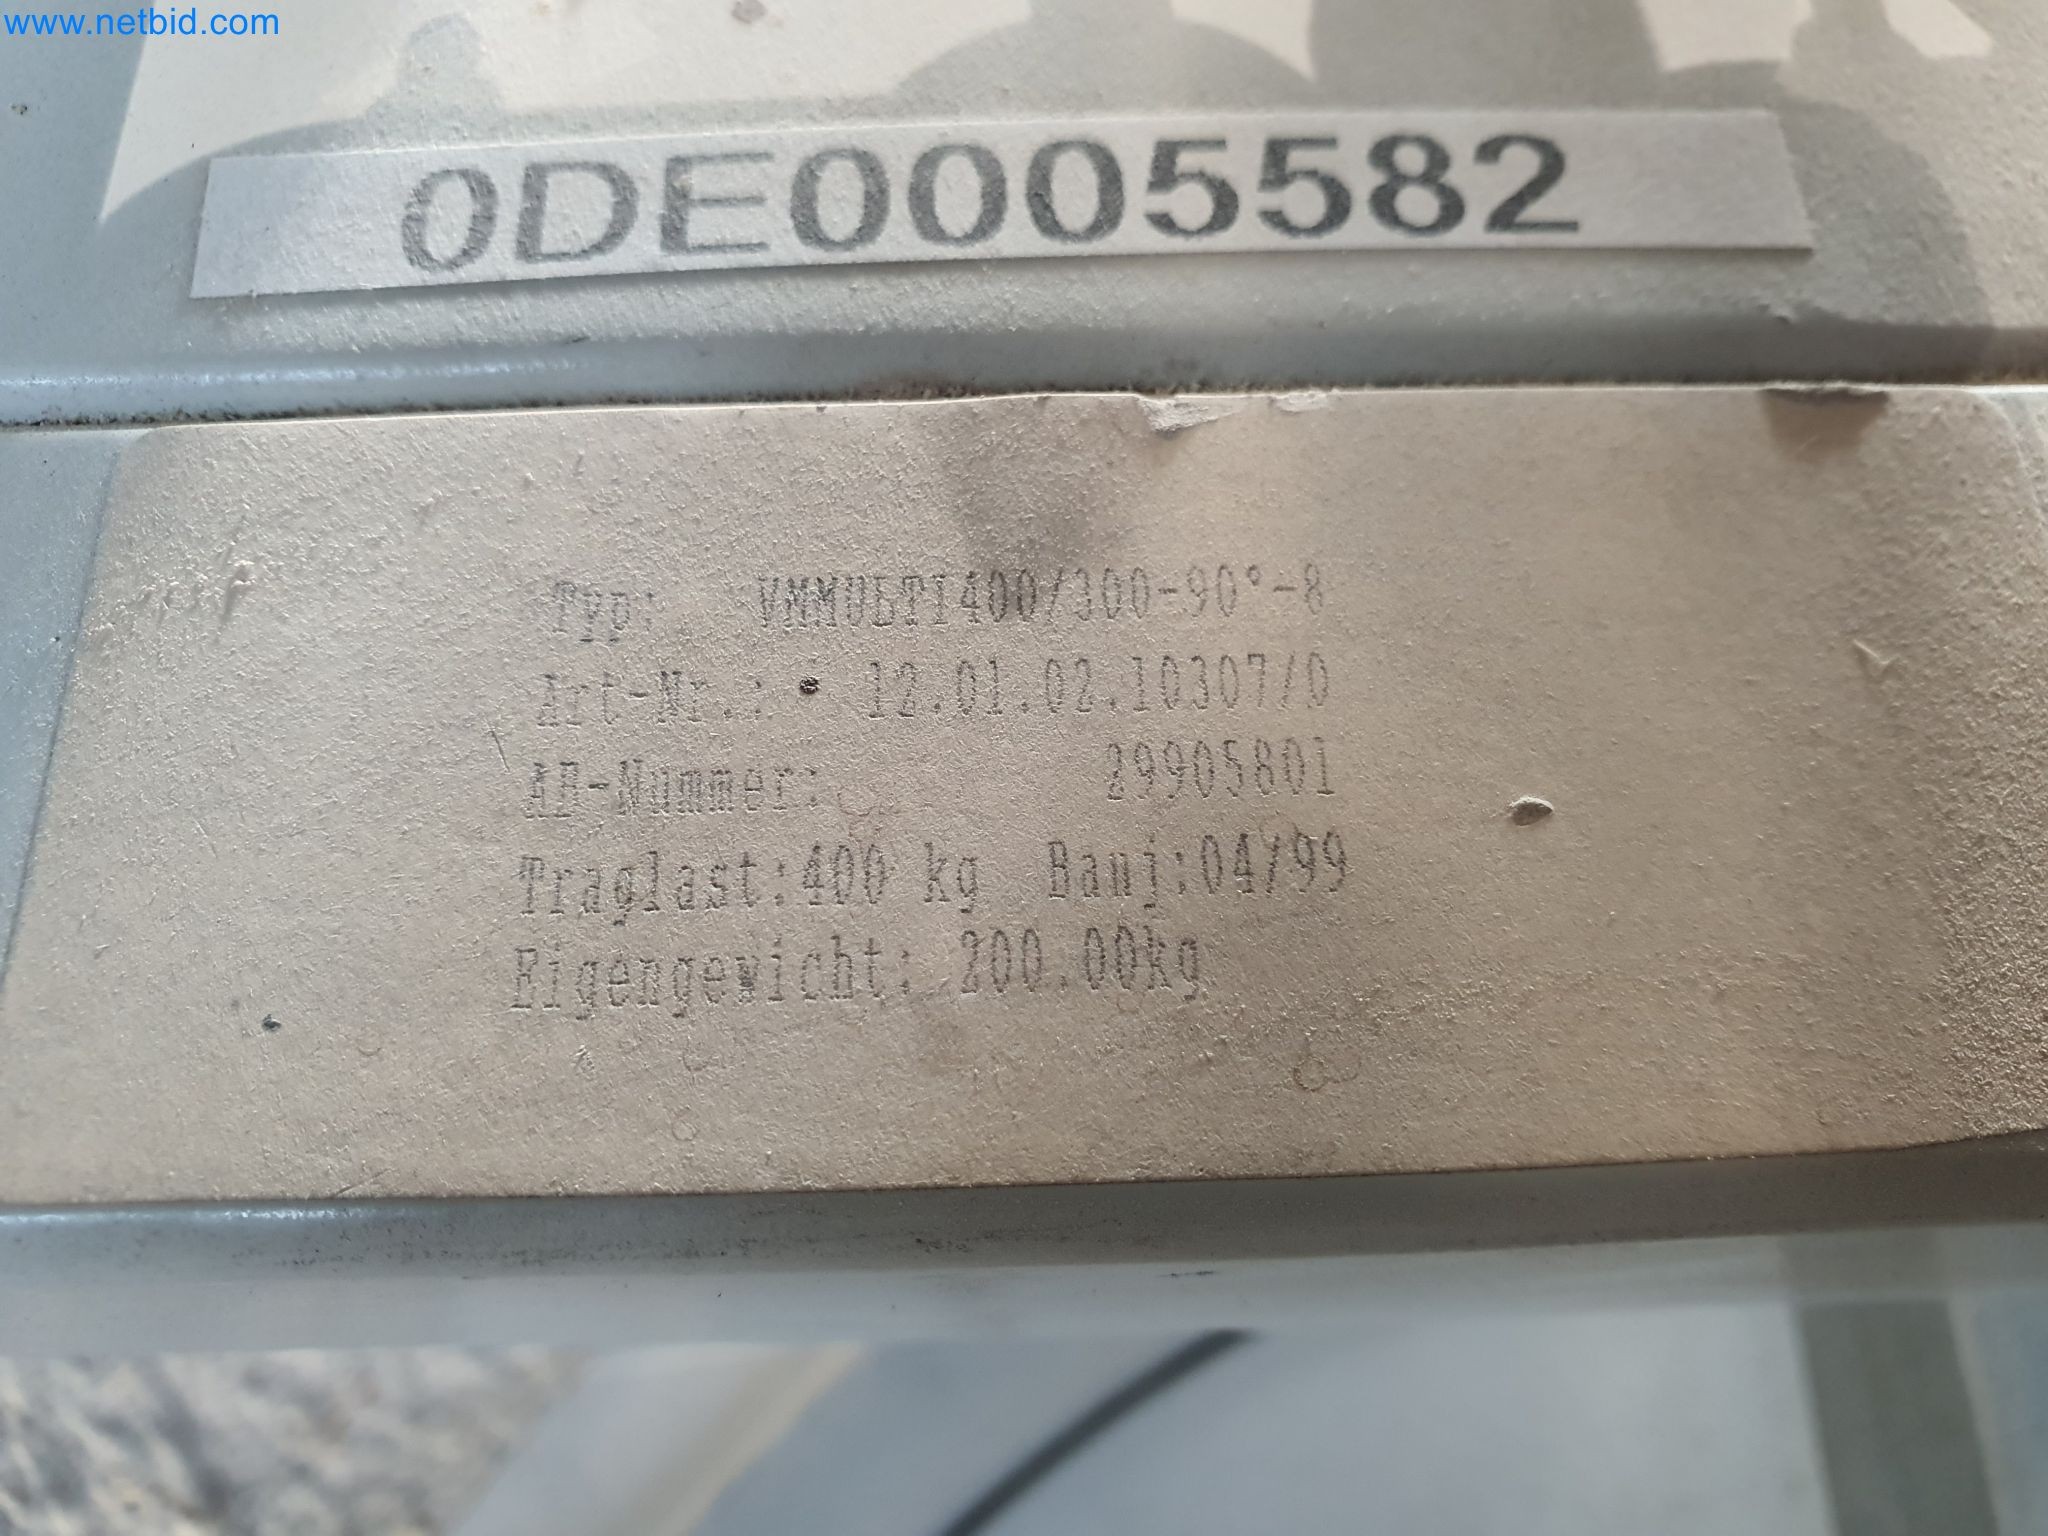 www.netbid.com
0DE0005582
Typ: VMMULTI400/300-90°-8
Art-Nr.: 12.01.02.10307/0
AB-Nummer: 29905801
Traglast:400 kg Bauj:04/99
Eigengewicht: 200.00kg